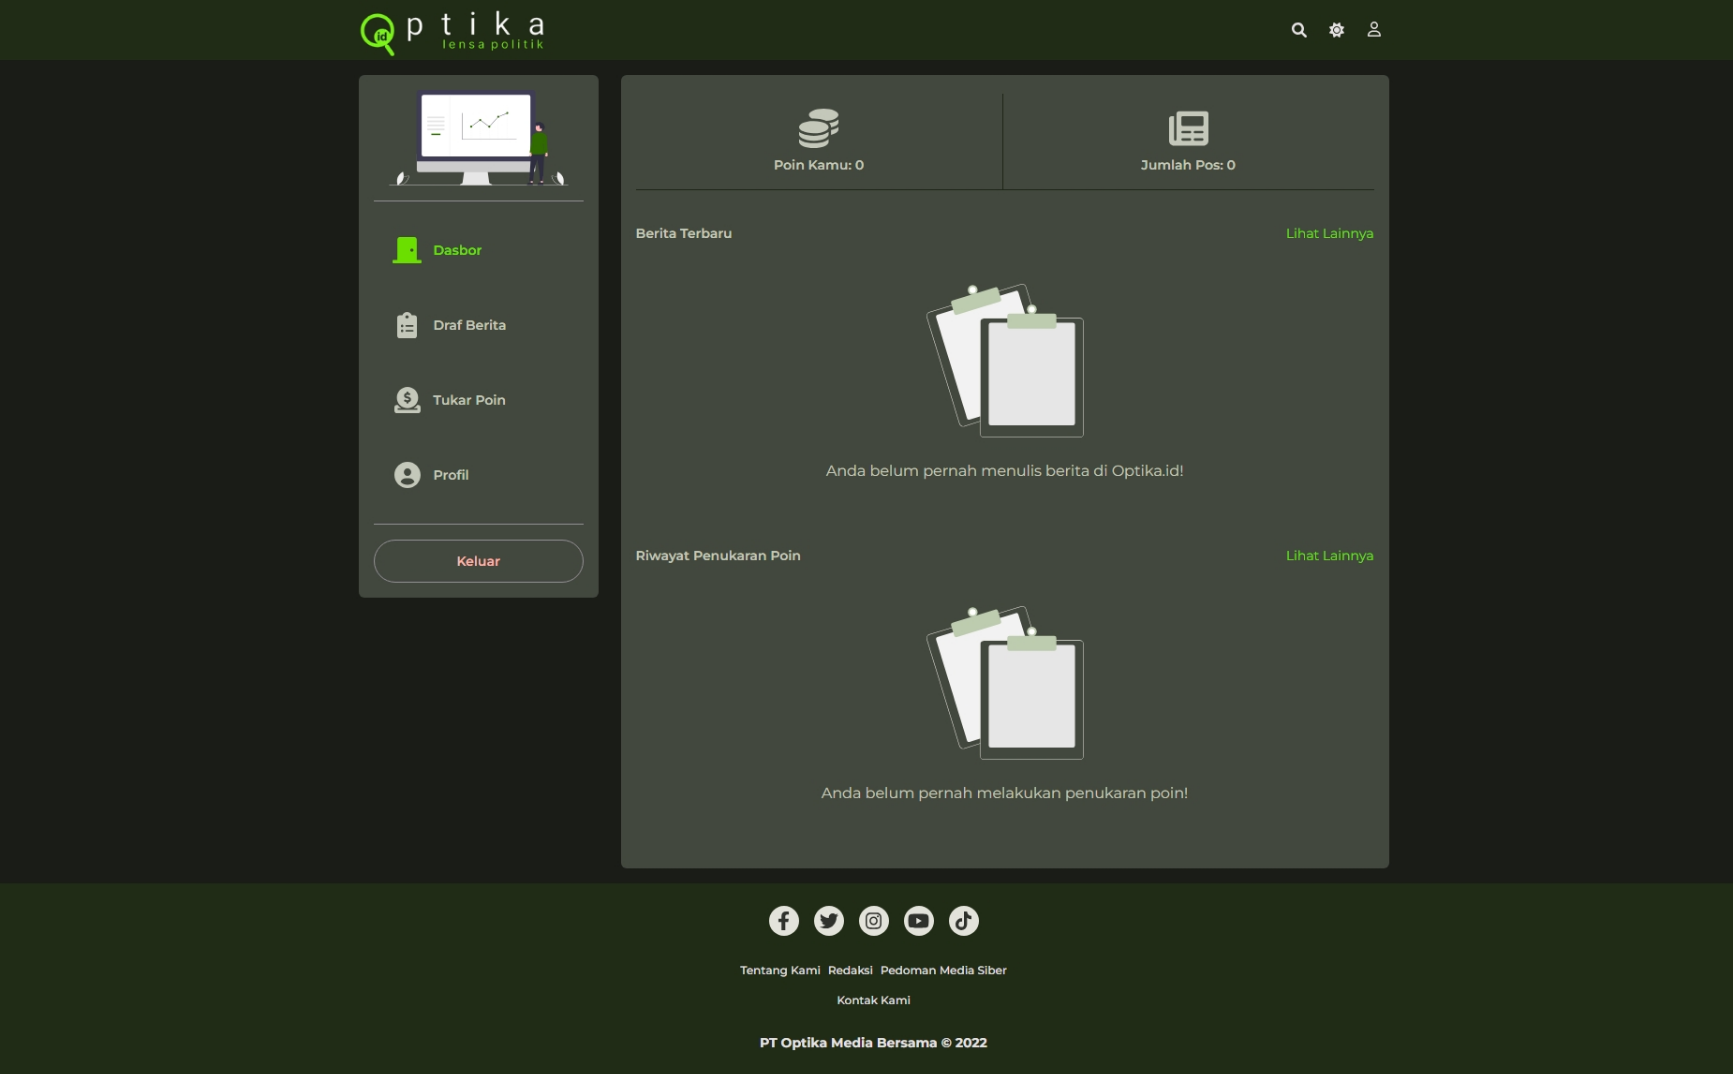 id ptika
lensa politik
Poin Kamu: 0
Jumlah Pos: 0
Dasbor
Draf Berita
Tukar Poin
Profil
Keluar
Berita Terbaru
Lihat Lainnya
Anda belum pernah menulis berita di Optika.id!
Riwayat Penukaran Poin
Lihat Lainnya
Anda belum pernah melakukan penukaran poin!
Tentang Kami Redaksi Pedoman Media Siber
Kontak Kami
PT Optika Media Bersama © 2022